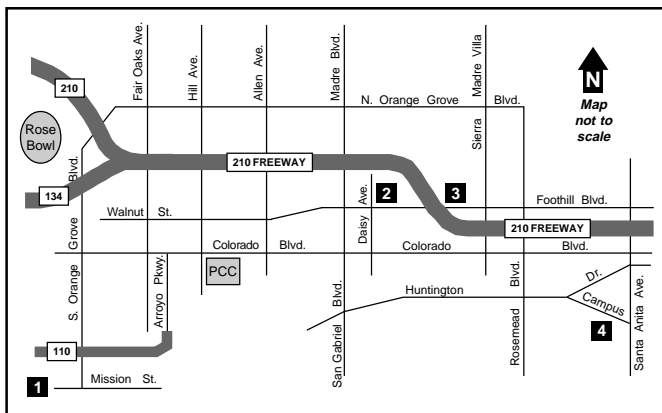 Fair Oaks Ave.
Hill Ave.
Allen Ave.
Madre Blvd.
Sierra Madre Villa
N
Map
not to
scale
210
N. Orange Grove Blvd.
Rose
Bowl
210 FREEWAY
134
S. Orange Grove Blvd.
Walnut St.
Daisy Ave.
2
3
Foothill Blvd.
210 FREEWAY
Colorado Blvd.
Colorado Blvd.
PCC
Arroyo Pkwy.
San Gabriel Blvd.
Huntington Dr.
Rosemead Blvd.
Campus
4
Santa Anita Ave.
110
1
Mission St.